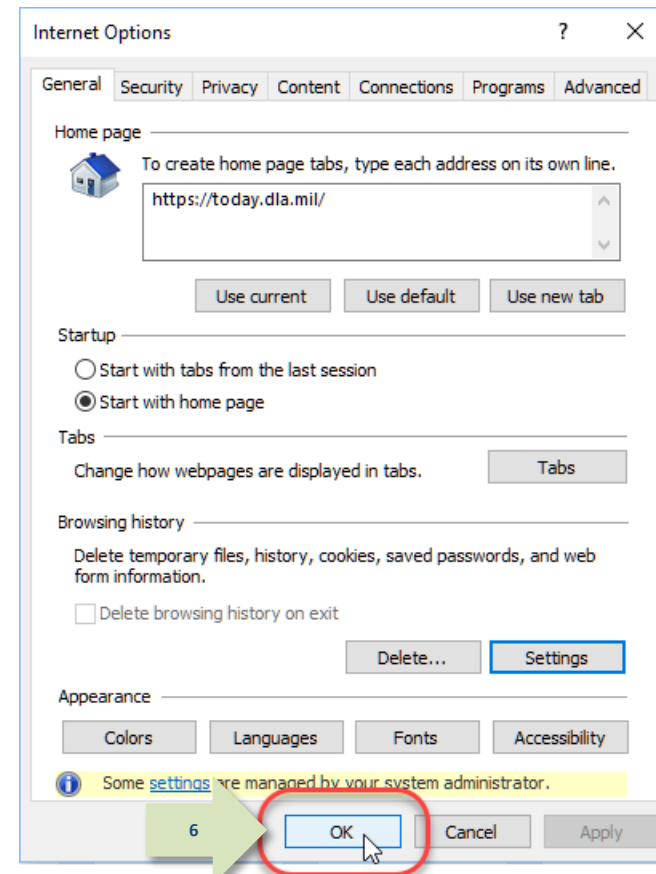 Internet Options ? X
General Security Privacy Content Connections Programs Advanced
Home page
To create home page tabs, type each address on its own line.
https://today.dla.mil/
Use current Use default Use new tab
Startup
Start with tabs from the last session
Start with home page
Tabs
Change how webpages are displayed in tabs. Tabs
Browsing history
Delete temporary files, history, cookies, saved passwords, and web
form information.
Delete browsing history on exit
Delete... Settings
Appearance
Colors Languages Fonts Accessibility
Some settings are managed by your system administrator.
6 OK Cancel Apply